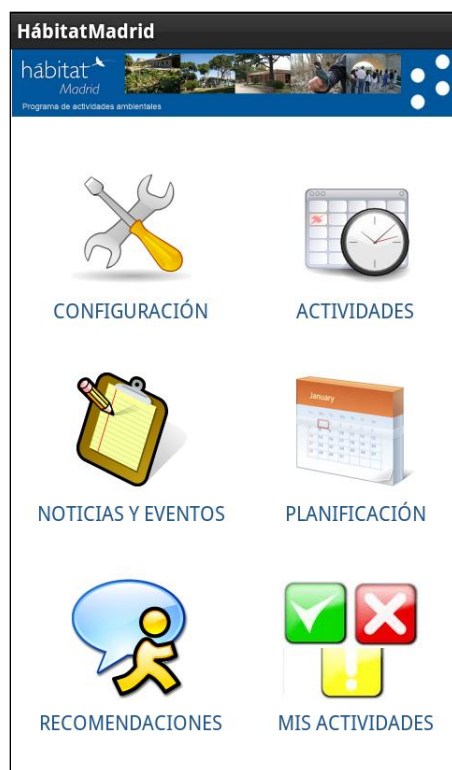 HábitatMadrid
hábitat
Madrid
Programa de actividades ambientales
CONFIGURACIÓN
ACTIVIDADES
January
NOTICIAS Y EVENTOS
PLANIFICACIÓN
RECOMENDACIONES
MIS ACTIVIDADES